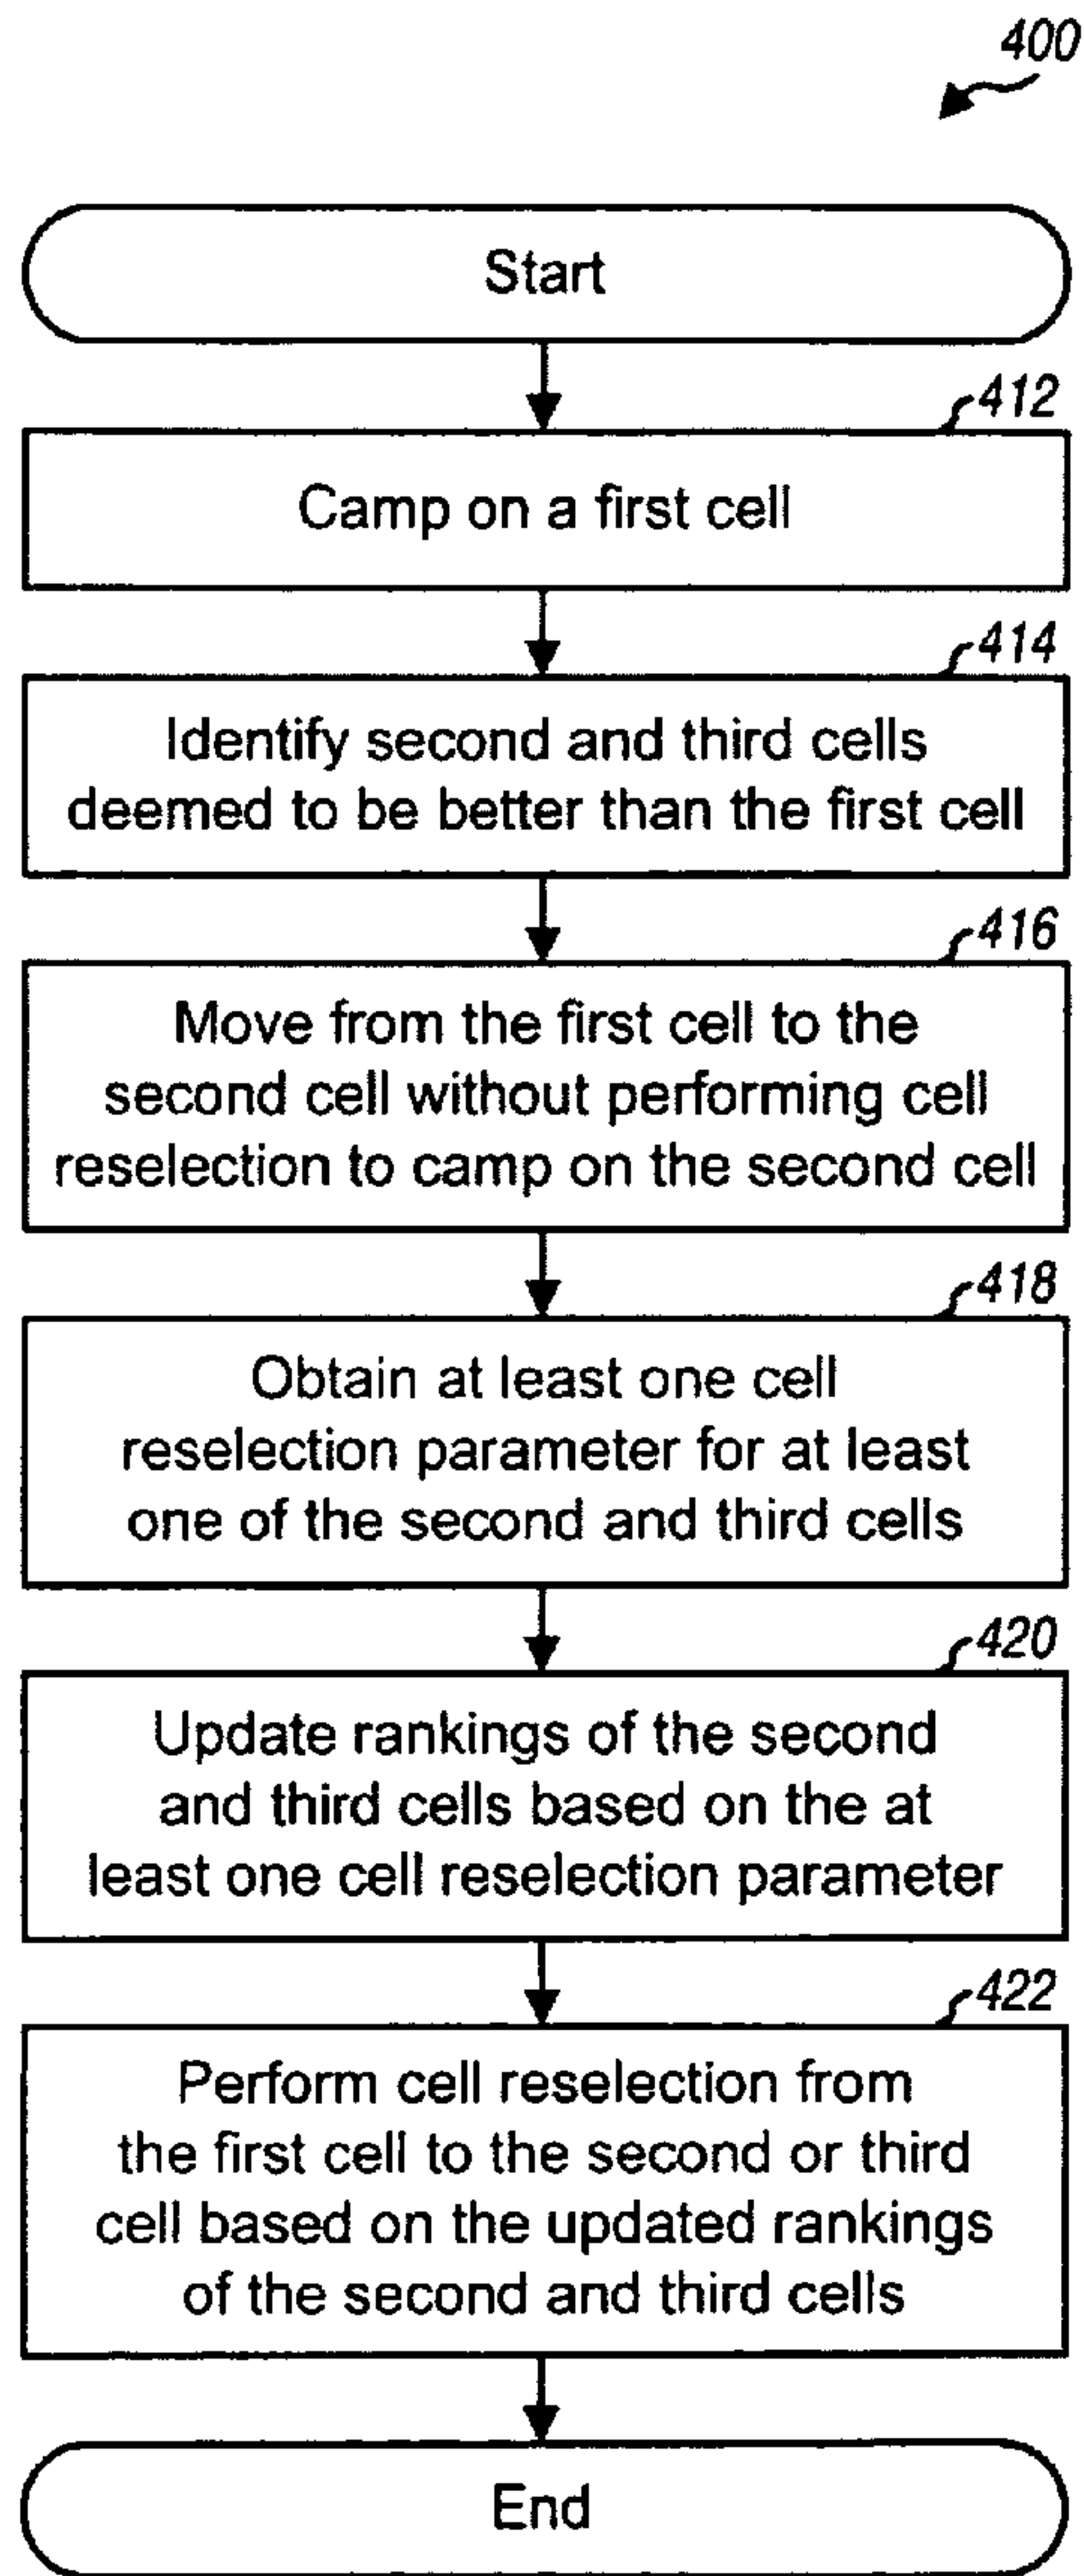 400
Start
412
Camp on a first cell
414
Identify second and third cells
deemed to be better than the first cell
416
Move from the first cell to the
second cell without performing cell
reselection to camp on the second cell
418
Obtain at least one cell
reselection parameter for at least
one of the second and third cells
420
Update rankings of the second
and third cells based on the at
least one cell reselection parameter
422
Perform cell reselection from
the first cell to the second or third
cell based on the updated rankings
of the second and third cells
End